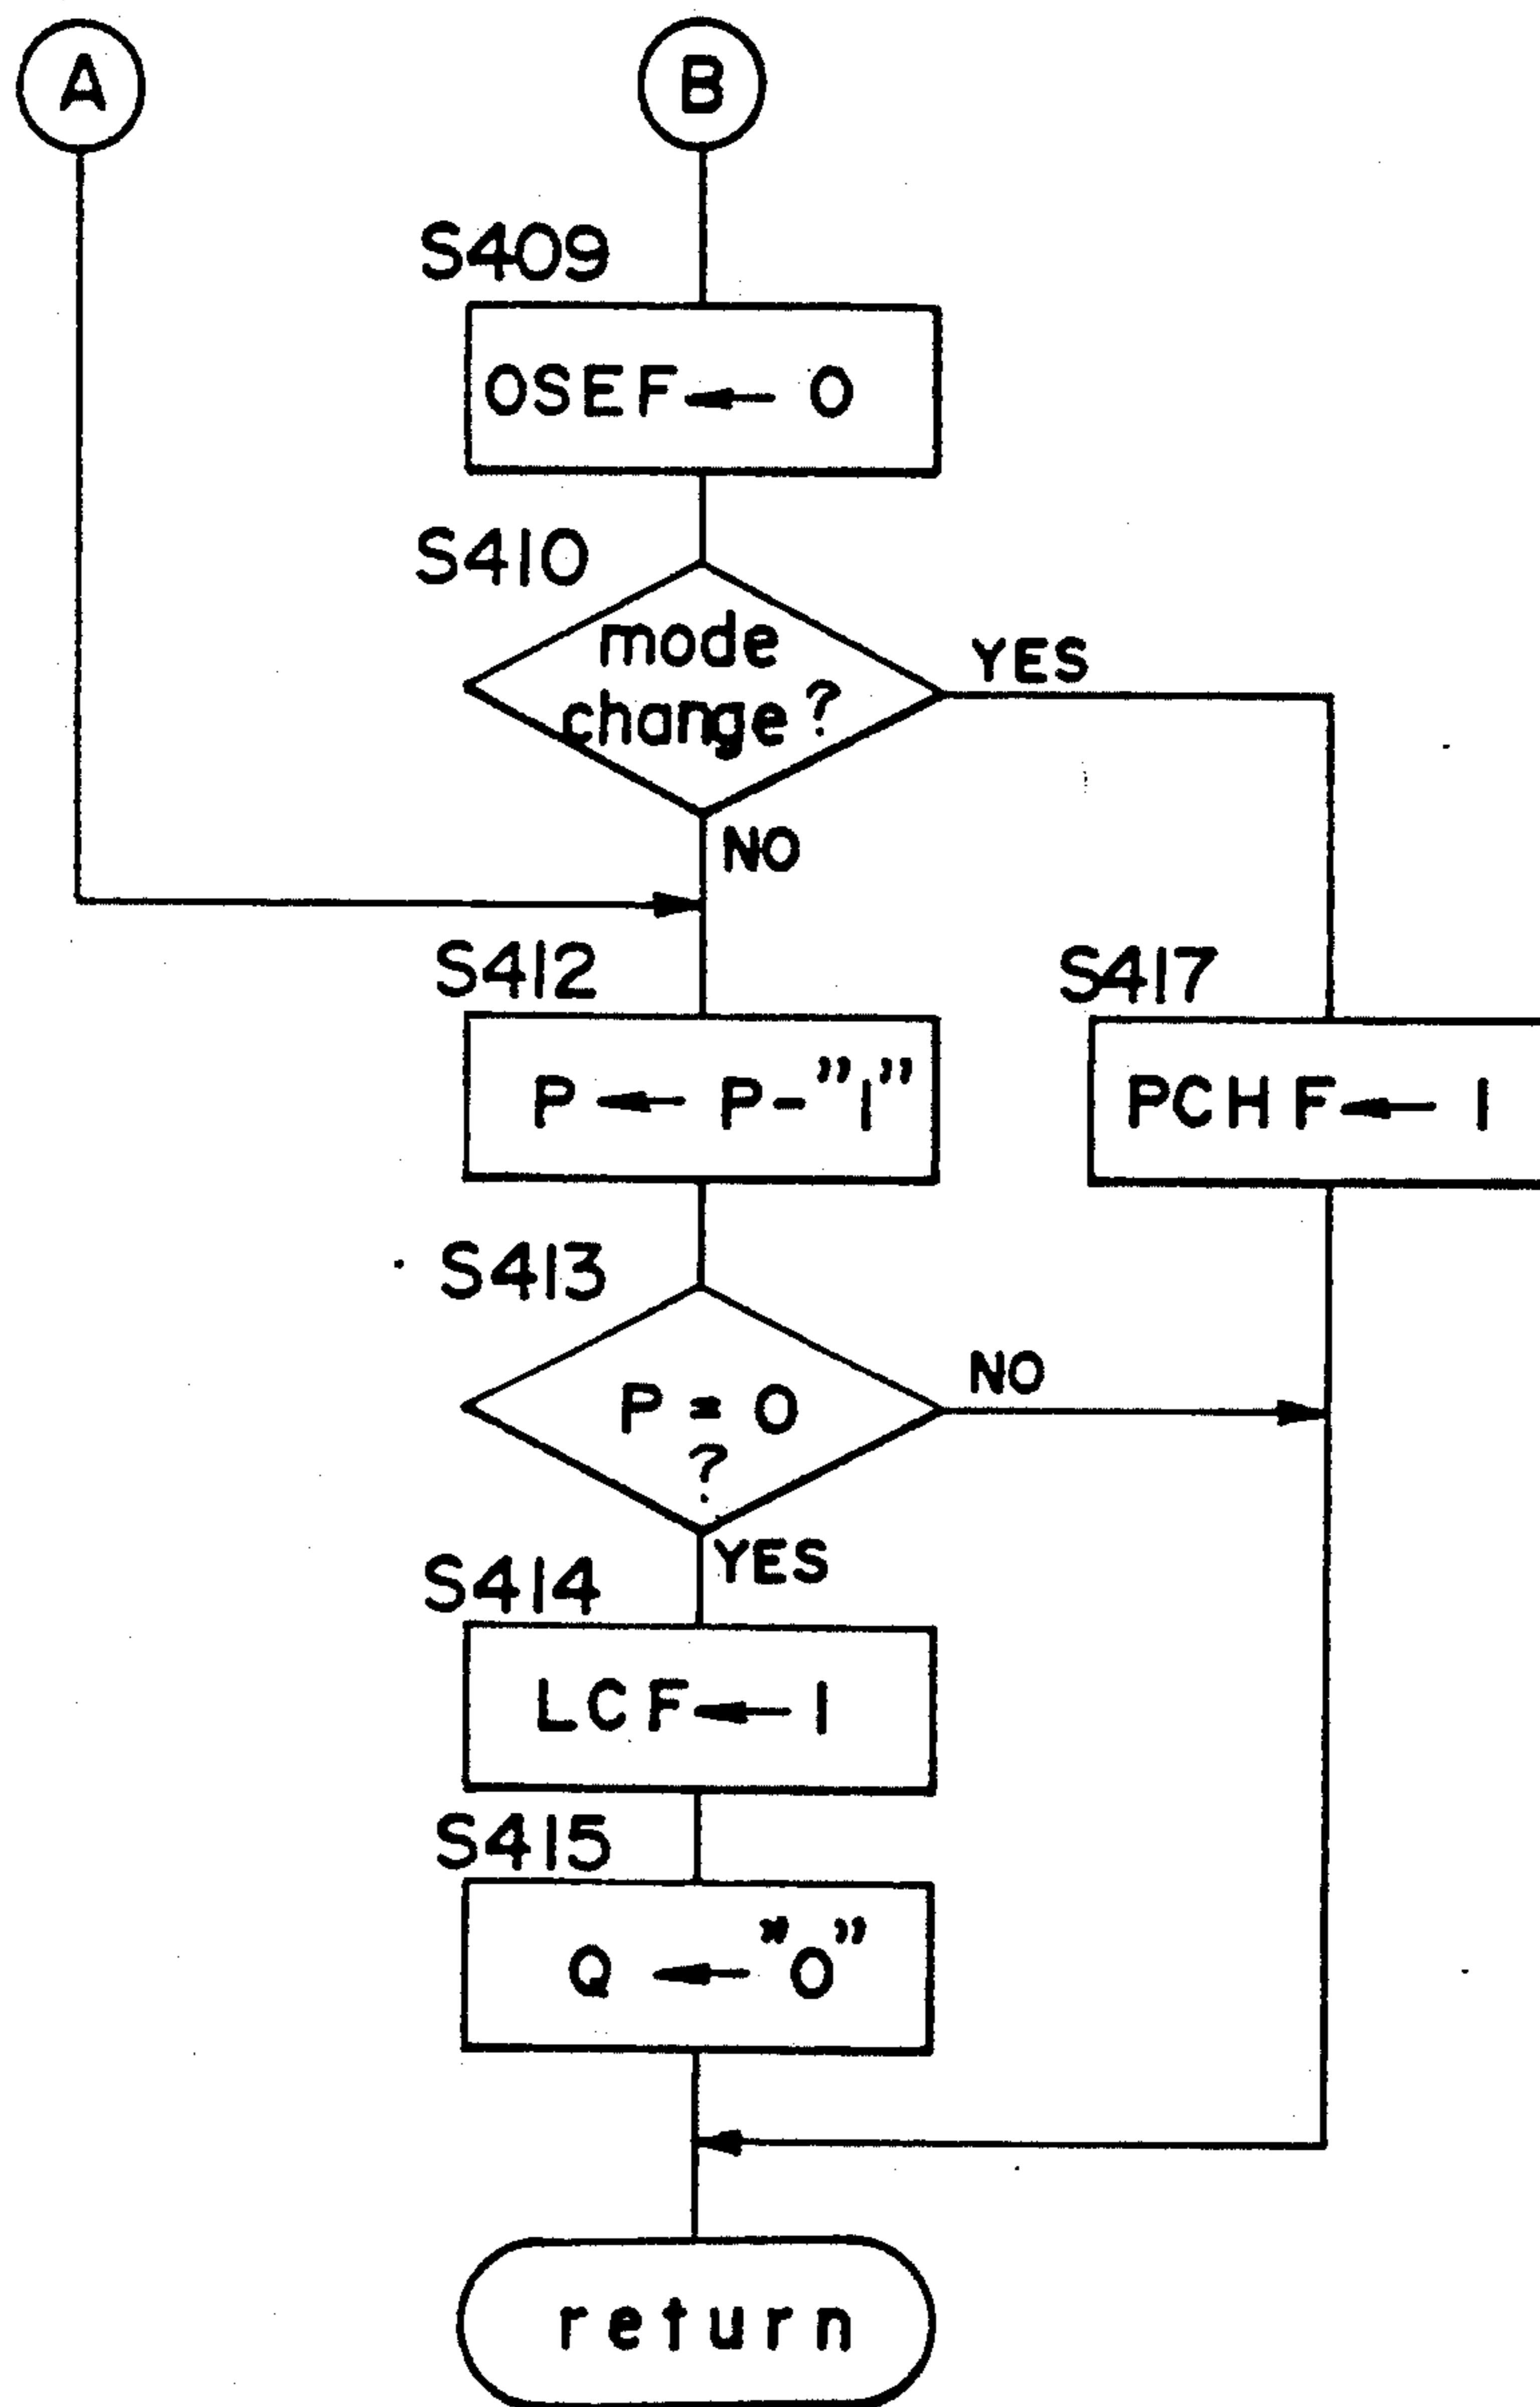 A
B
S409
OSEF ← 0
S410
mode
change?
YES
NO
S412
P ← P-"1"
S417
PCHF ← 1
S413
P = 0
?
NO
YES
S414
LCF ← 1
S415
Q ← "0"
return